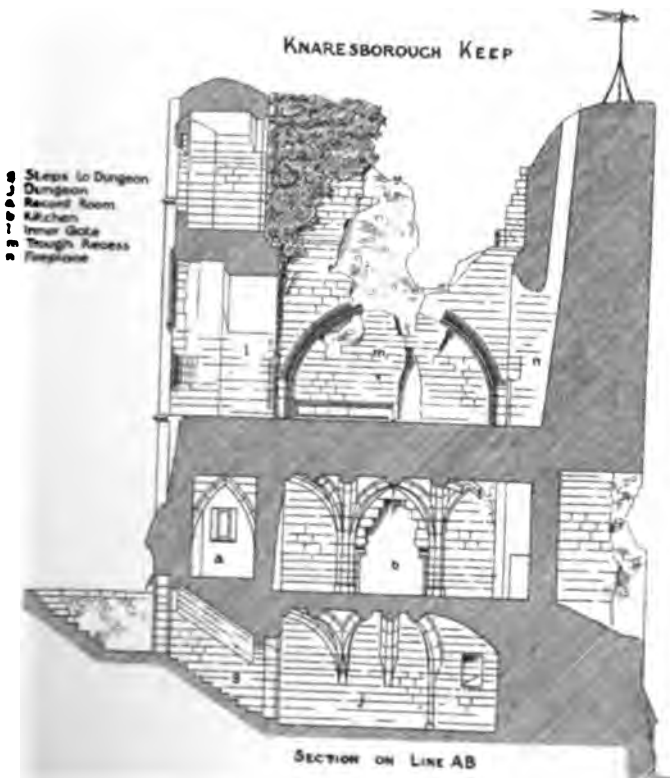 KNARESBOROUGH KEEP
g Steps to Dungeon
j Dungeon
a Record Room
b Kitchen
l Inner Gate
m Trough Recess
n Fireplace
l
m
n
a
b
g
j
SECTION ON LINE AB